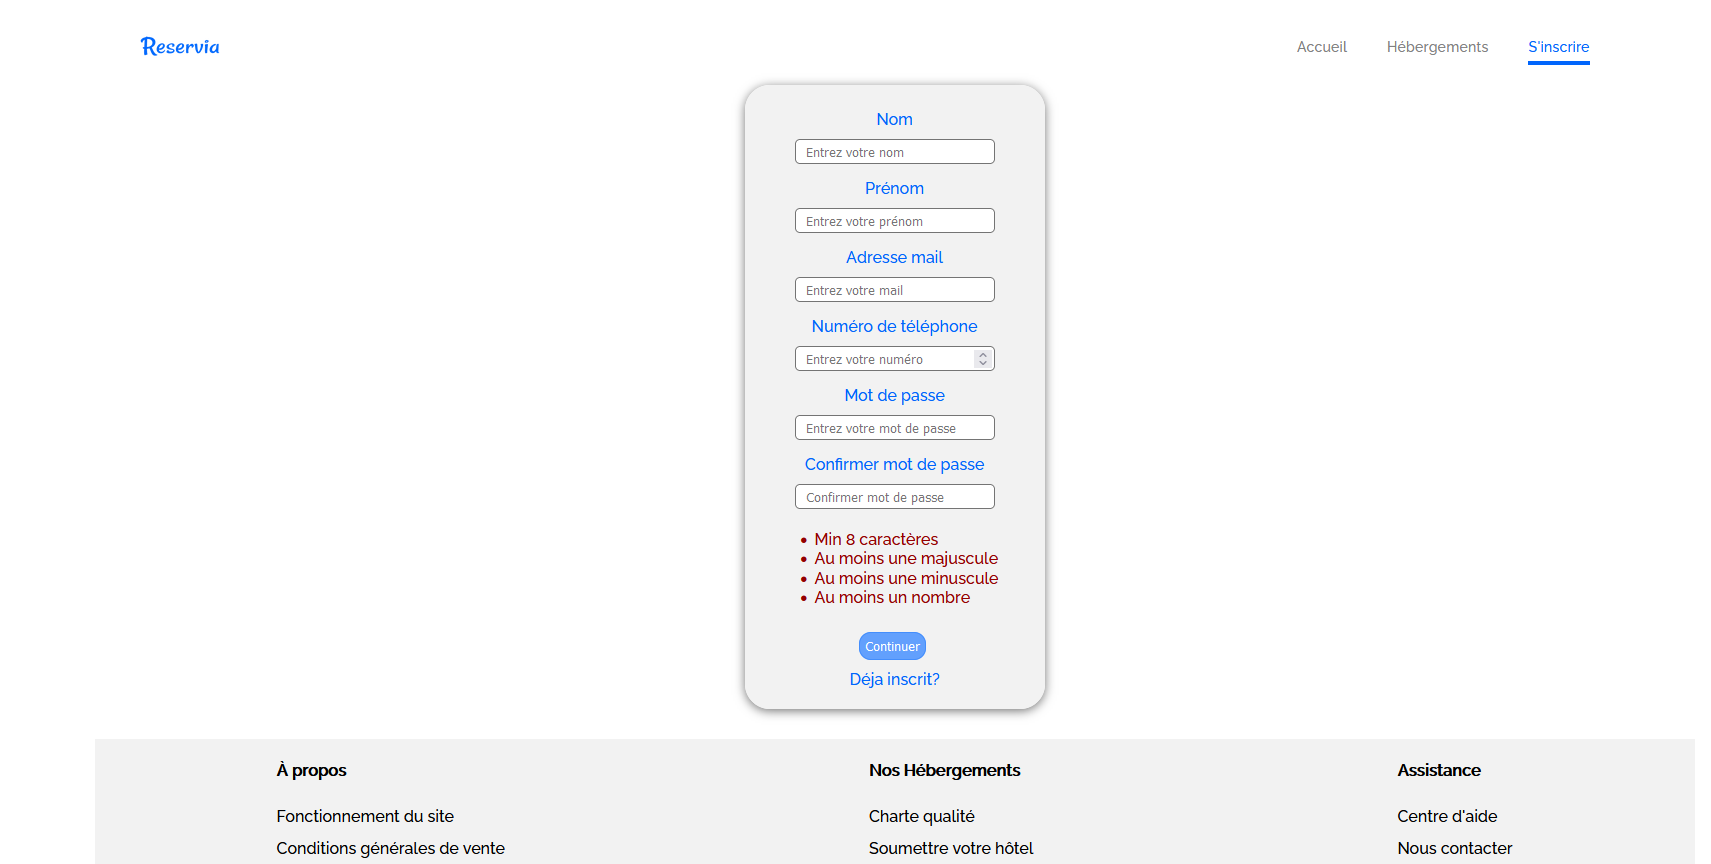 Reservia
Accueil Hébergements S'inscrire
Nom
Entrez votre nom
Prénom
Entrez votre prénom
Adresse mail
Entrez votre mail
Numéro de téléphone
Entrez votre numéro
Mot de passe
Entrez votre mot de passe
Confirmer mot de passe
Confirmer mot de passe
• Min 8 caractères
• Au moins une majuscule
• Au moins une minuscule
• Au moins un nombre
Continuer
Déja inscrit?
À propos
Fonctionnement du site
Conditions générales de vente
Nos Hébergements
Charte qualité
Soumettre votre hôtel
Assistance
Centre d'aide
Nous contacter